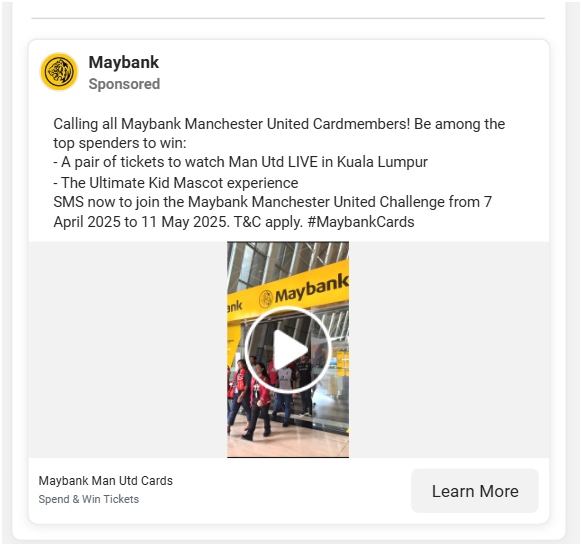 Maybank
Sponsored
Calling all Maybank Manchester United Cardmembers! Be among the
top spenders to win:
- A pair of tickets to watch Man Utd LIVE in Kuala Lumpur
- The Ultimate Kid Mascot experience
SMS now to join the Maybank Manchester United Challenge from 7
April 2025 to 11 May 2025. T&C apply. #MaybankCards
ank Maybank
Maybank Man Utd Cards
Spend & Win Tickets
Learn More